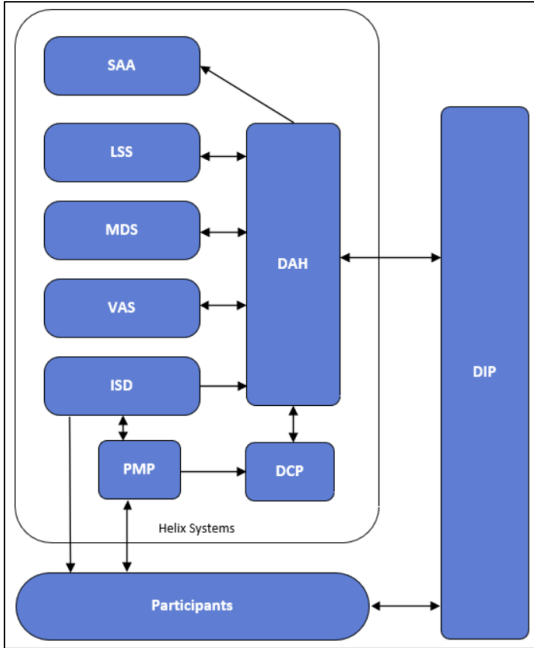 SAA
LSS
MDS
DAH
VAS
DIP
ISD
PMP
DCP
Helix Systems
Participants